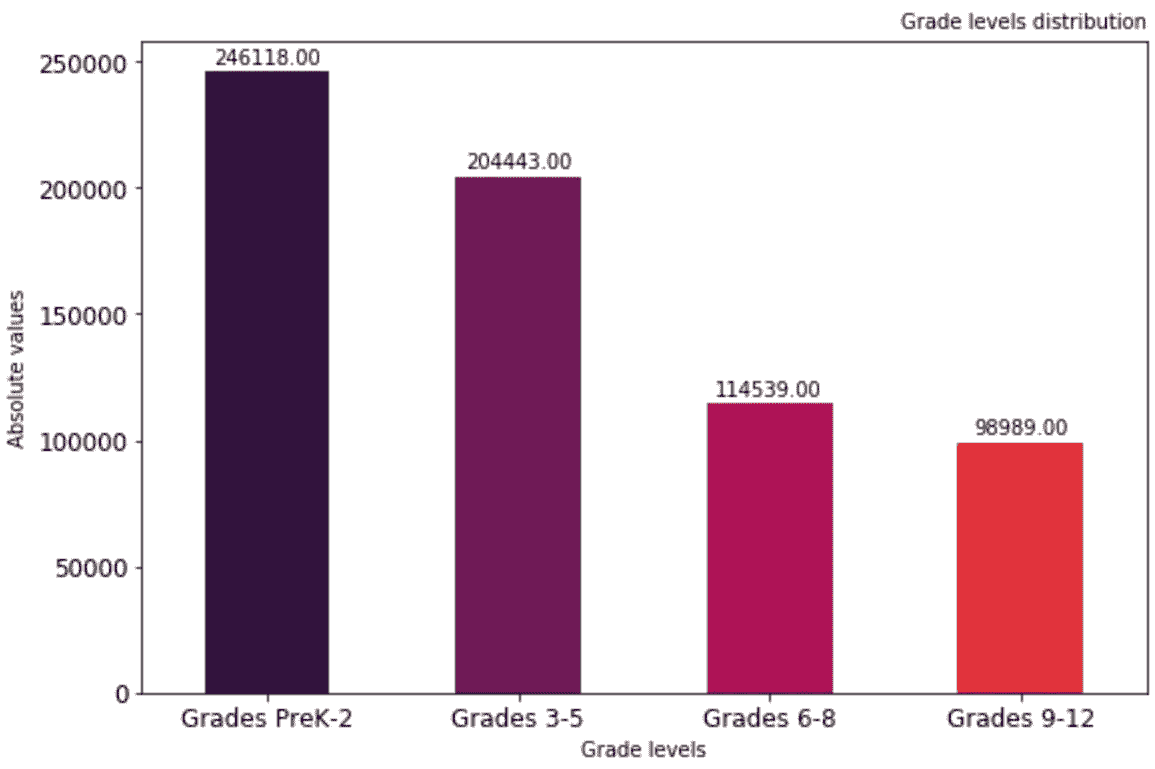 Grade levels distribution
250000
200000
150000
100000
50000
0
Absolute values
246118.00
204443.00
114539.00
98989.00
Grades PreK-2
Grades 3-5
Grades 6-8
Grades 9-12
Grade levels